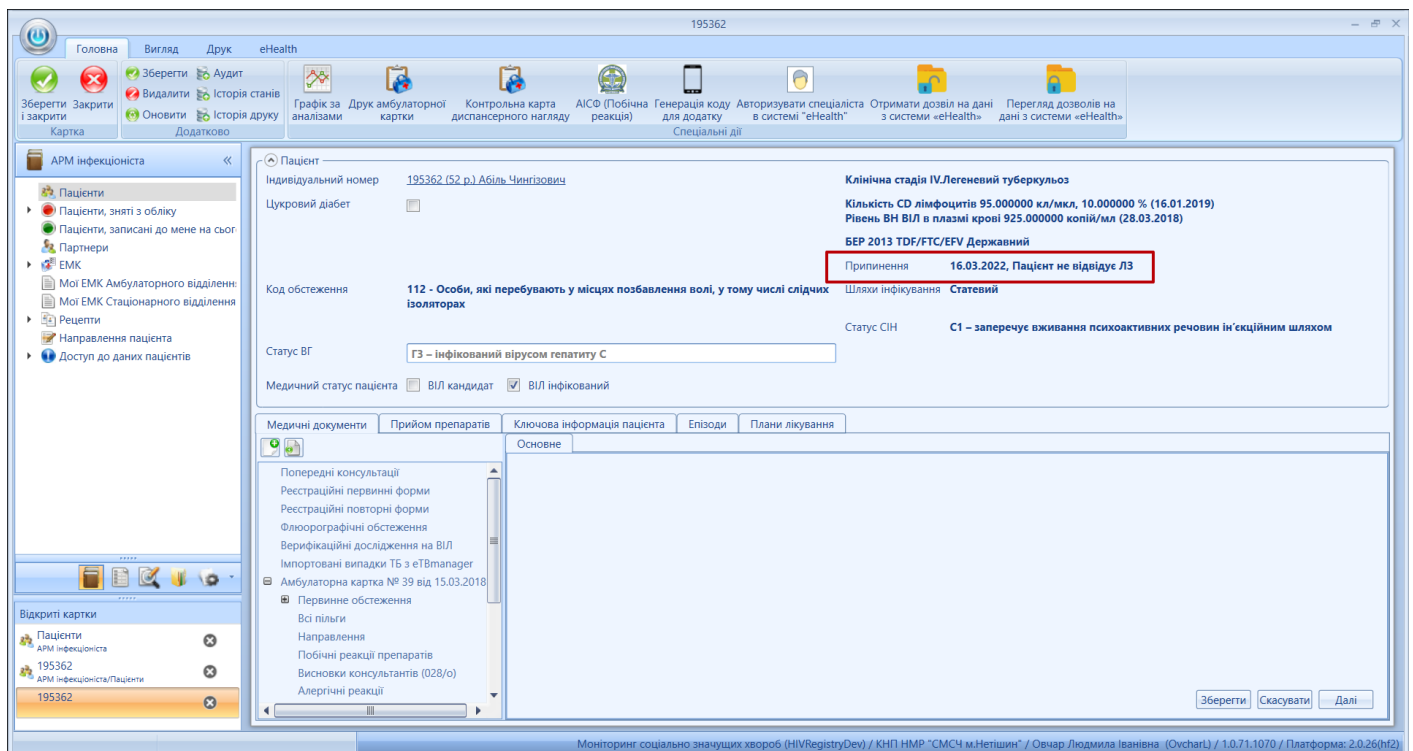 195362
Головна Вигляд Друк eHealth
Зберегти і закрити
Закрити
Картка
Зберегти
Видалити
Оновити
Аудит
Історія станів
Історія друку
Додатково
Графік за аналізами
Друк амбулаторної картки
Контрольна карта диспансерного нагляду
АІСФ (Побічна реакція)
Генерація коду для додатку
Авторизувати спеціаліста в системі "eHealth"
Отримати дозвіл на дані з системи «eHealth»
Перегляд дозволів на дані з системи «eHealth»
Спеціальні дії
АРМ інфекціоніста
Пацієнти
Пацієнти, зняті з обліку
Пацієнти, записані до мене на сьог
Партнери
ЕМК
Мої ЕМК Амбулаторного відділенн
Мої ЕМК Стаціонарного відділення
Рецепти
Направлення пацієнта
Доступ до даних пацієнтів
Відкриті картки
Пацієнти
АРМ інфекціоніста
195362
АРМ інфекціоніста/Пацієнти
195362
Пацієнт
Індивідуальний номер 195362 (52 р.) Абіль Чингізович
Клінічна стадія IV.Легеневий туберкульоз
Цукровий діабет
Кількість CD лімфоцитів 95.000000 кл/мкл, 10.000000 % (16.01.2019)
Рівень ВН ВІЛ в плазмі крові 925.000000 копій/мл (28.03.2018)
БЕР 2013 TDF/FTC/EFV Державний
Припинення 16.03.2022, Пацієнт не відвідує ЛЗ
Код обстеження 112 - Особи, які перебувають у місцях позбавлення волі, у тому числі слідчих
ізоляторах
Шляхи інфікування Статевий
Статус СІН С1 – заперечує вживання психоактивних речовин ін’єкційним шляхом
Статус ВГ Г3 – інфікований вірусом гепатиту С
Медичний статус пацієнта ВІЛ кандидат ВІЛ інфікований
Медичні документи Прийом препаратів Ключова інформація пацієнта Епізоди Плани лікування
Основне
Попередні консультації
Реєстраційні первинні форми
Реєстраційні повторні форми
Флюорографічні обстеження
Верифікаційні дослідження на ВІЛ
Імпортовані випадки ТБ з eTBmanager
Амбулаторна картка № 39 від 15.03.2018
Первинне обстеження
Всі пільги
Направлення
Побічні реакції препаратів
Висновки консультантів (028/о)
Алергічні реакції
Зберегти Скасувати Далі
Моніторинг соціально значущих хвороб (HIVRegistryDev) / КНП НМР "СМСЧ м.Нетішин" / Овчар Людмила Іванівна (OvcharL) / 1.0.71.1070 / Платформа: 2.0.26(hf2)